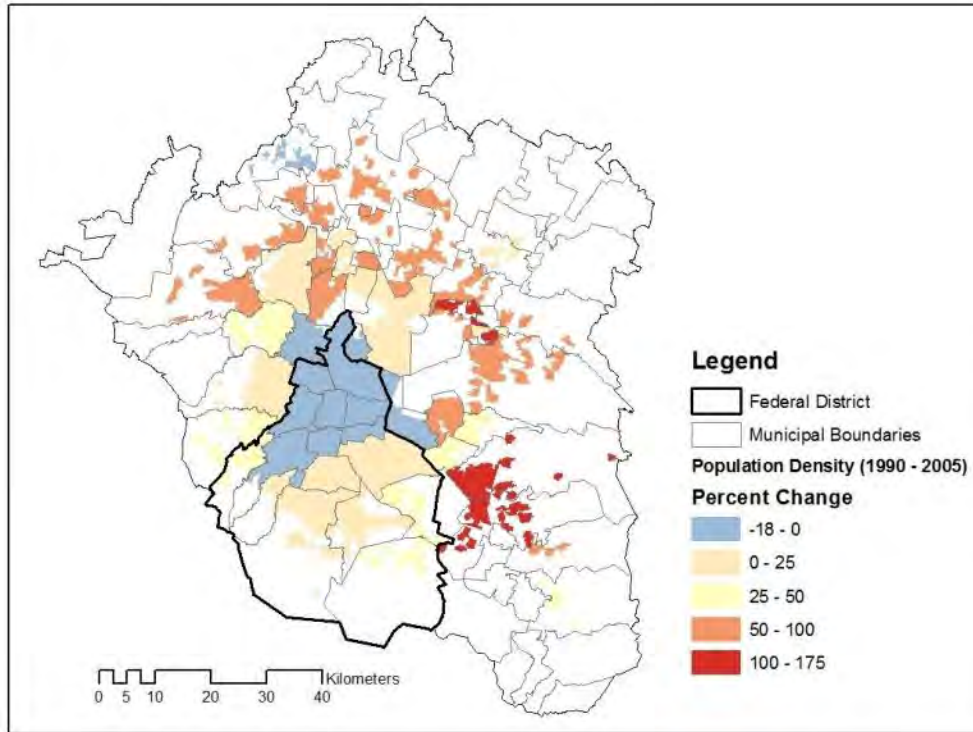 Legend
Federal District
Municipal Boundaries
Population Density (1990 - 2005)
Percent Change
-18 - 0
0 - 25
25 - 50
50 - 100
100 - 175
Kilometers
0 5 10 20 30 40